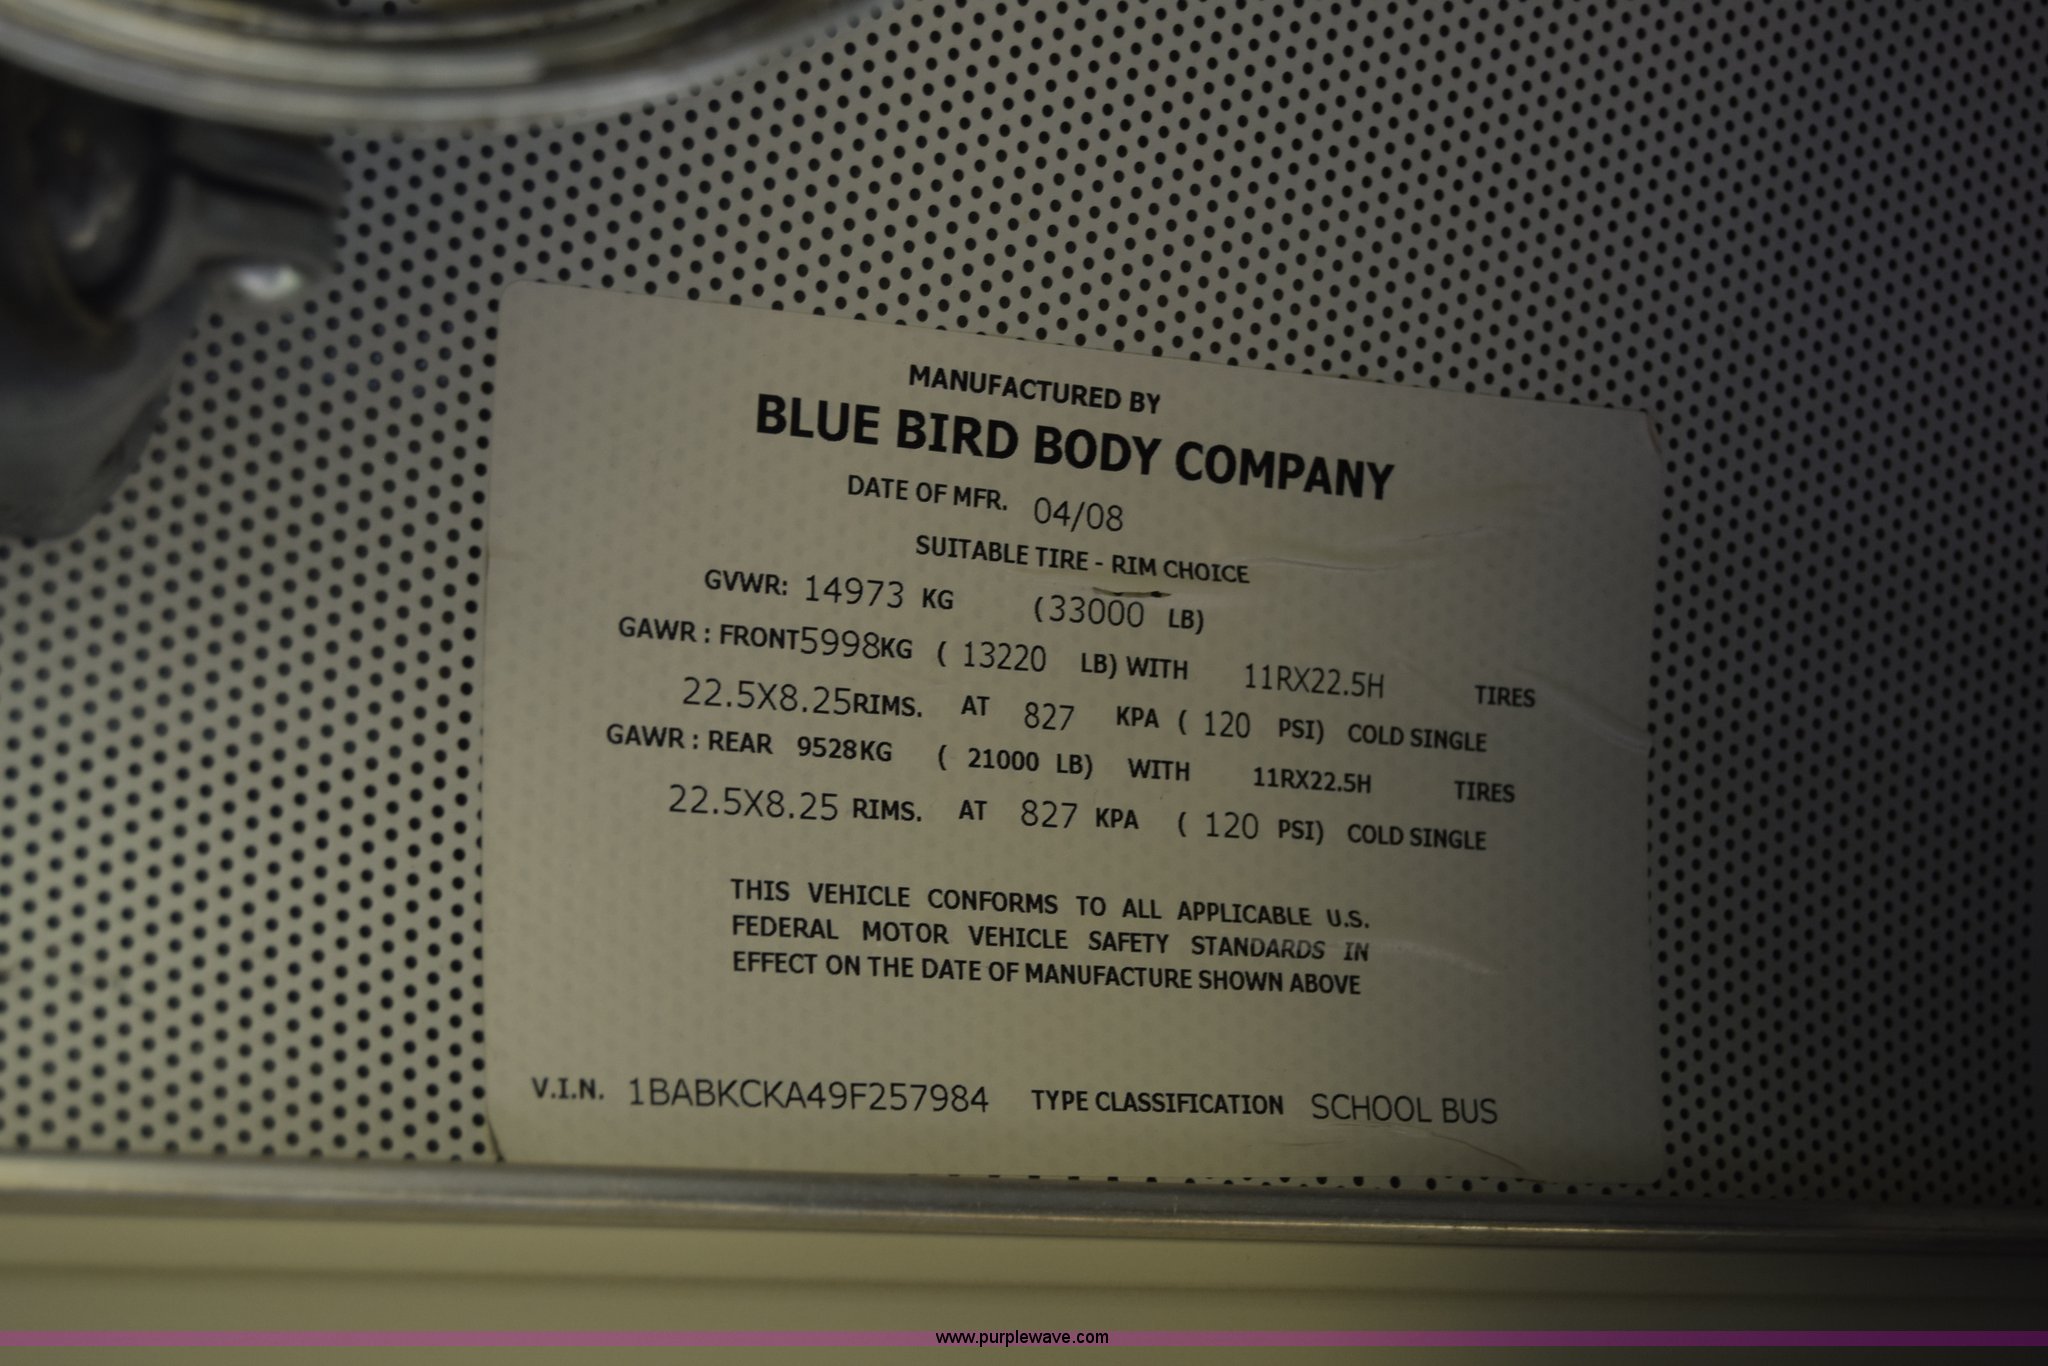 MANUFACTURED BY
BLUE BIRD BODY COMPANY
DATE OF MFR. 04/08
SUITABLE TIRE - RIM CHOICE
GVWR: 14973 KG (33000 LB)
GAWR : FRONT5998KG ( 13220 LB) WITH 11RX22.5H TIRES
22.5X8.25RIMS. AT 827 KPA ( 120 PSI) COLD SINGLE
GAWR : REAR 9528KG ( 21000 LB) WITH 11RX22.5H TIRES
22.5X8.25 RIMS. AT 827 KPA ( 120 PSI) COLD SINGLE
THIS VEHICLE CONFORMS TO ALL APPLICABLE U.S.
FEDERAL MOTOR VEHICLE SAFETY STANDARDS IN
EFFECT ON THE DATE OF MANUFACTURE SHOWN ABOVE
V.I.N. 1BABKCKA49F257984 TYPE CLASSIFICATION SCHOOL BUS
www.purplewave.com